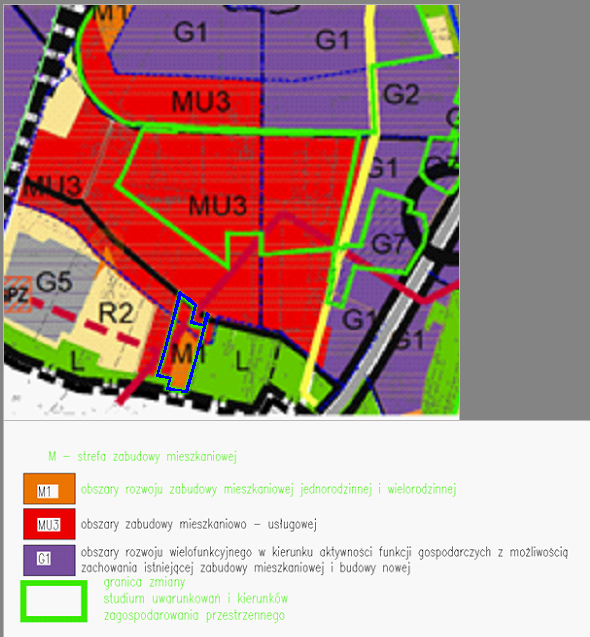 M1
G1
G1
G2
MU3
G1
MU3
MU3
G7
G5
PZ
R2
G1
G1
M1
L
L
M – strefa zabudowy mieszkaniowej
M1 obszary rozwoju zabudowy mieszkaniowej jednorodzinnej i wielorodzinnej
MU3 obszary zabudowy mieszkaniowo – usługowej
G1 obszary rozwoju wielofunkcyjnego w kierunku aktywności funkcji gospodarczych z możliwością
zachowania istniejącej zabudowy mieszkaniowej i budowy nowej
granica zmiany
studium uwarunkowań i kierunków
zagospodarowania przestrzennego